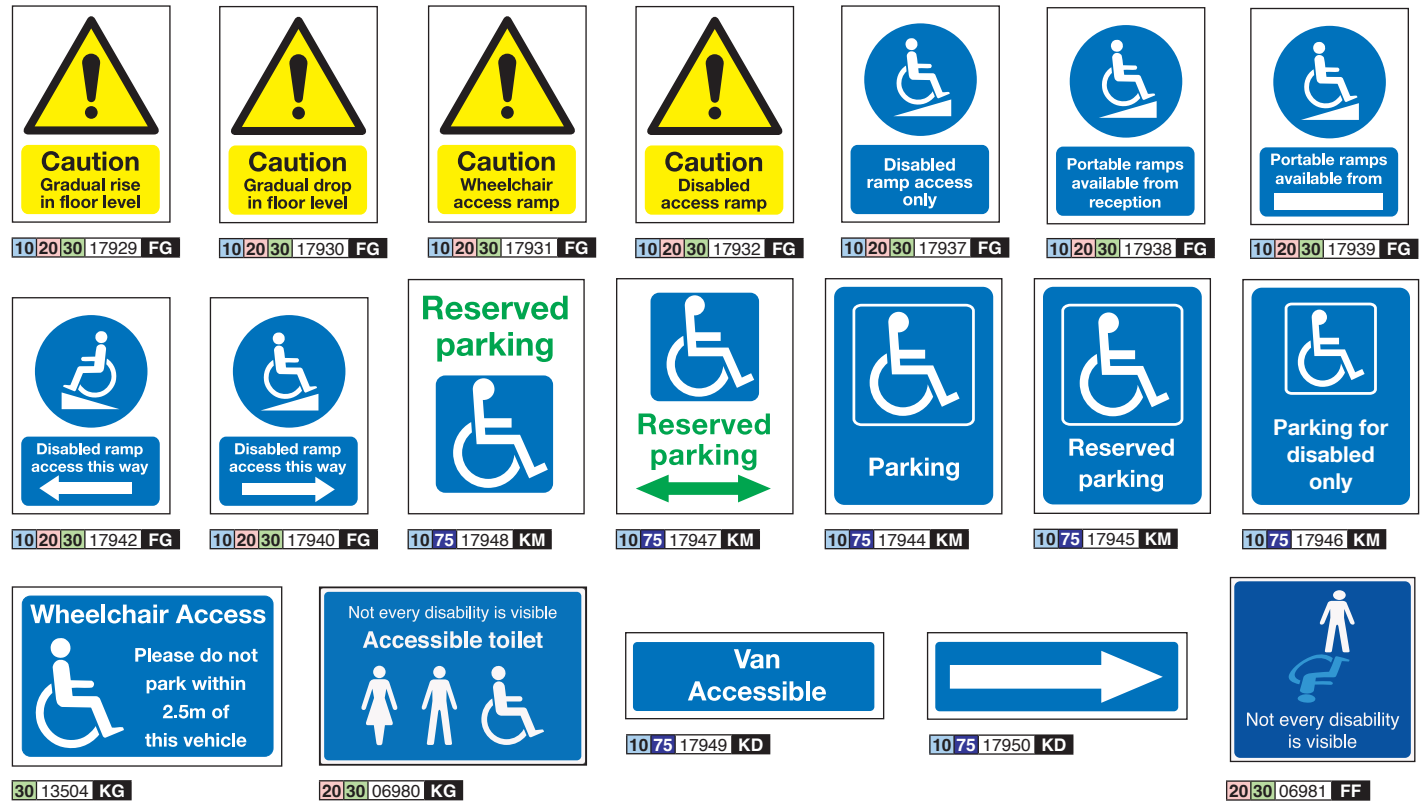 Caution
Gradual rise
in floor level
10 20 30 17929 FG
Caution
Gradual drop
in floor level
10 20 30 17930 FG
Caution
Wheelchair
access ramp
10 20 30 17931 FG
Caution
Disabled
access ramp
10 20 30 17932 FG
Disabled
ramp access
only
10 20 30 17937 FG
Portable ramps
available from
reception
10 20 30 17938 FG
Portable ramps
available from
10 20 30 17939 FG
Disabled ramp
access this way
10 20 30 17942 FG
Disabled ramp
access this way
10 20 30 17940 FG
Reserved
parking
10 75 17948 KM
Reserved
parking
10 75 17947 KM
Parking
10 75 17944 KM
Reserved
parking
10 75 17945 KM
Parking for
disabled
only
10 75 17946 KM
Wheelchair Access
Please do not
park within
2.5m of
this vehicle
30 13504 KG
Not every disability is visible
Accessible toilet
20 30 06980 KG
Van
Accessible
10 75 17949 KD
10 75 17950 KD
Not every disability
is visible
20 30 06981 FF